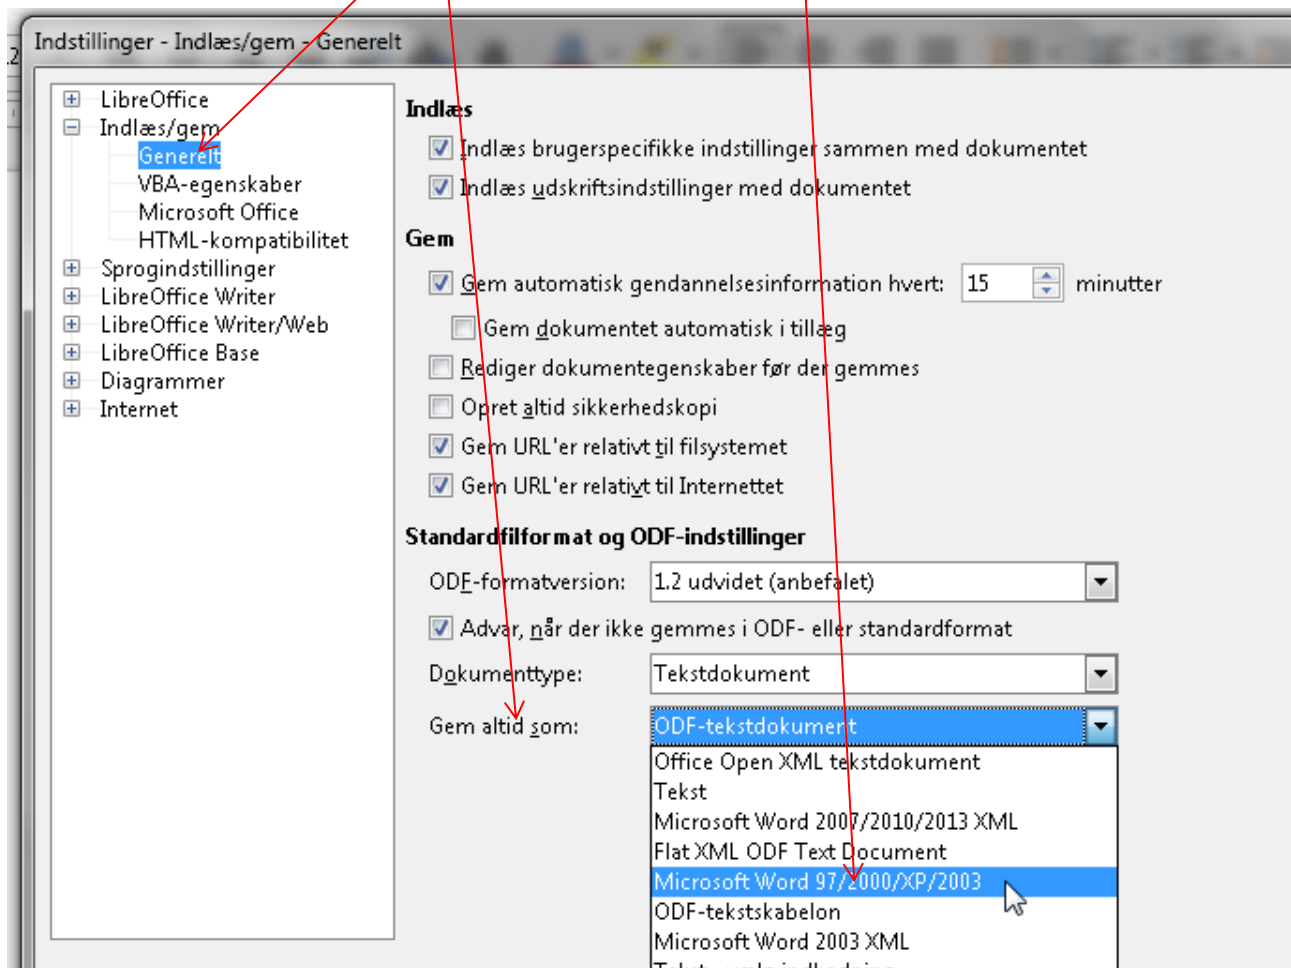 Indstillinger - Indlæs/gem - Generelt
LibreOffice
Indlæs/gem
Generelt
VBA-egenskaber
Microsoft Office
HTML-kompatibilitet
Sprogindstillinger
LibreOffice Writer
LibreOffice Writer/Web
LibreOffice Base
Diagrammer
Internet
Indlæs
Indlæs brugerspecifikke indstillinger sammen med dokumentet
Indlæs udskriftsindstillinger med dokumentet
Gem
Gem automatisk gendannelsesinformation hvert: 15 minutter
Gem dokumentet automatisk i tillæg
Rediger dokumentegenskaber før der gemmes
Opret altid sikkerhedskopi
Gem URL'er relativt til filsystemet
Gem URL'er relativt til Internettet
Standardfilformat og ODF-indstillinger
ODF-formatversion: 1.2 udvidet (anbefalet)
Advar, når der ikke gemmes i ODF- eller standardformat
Dokumenttype: Tekstdokument
Gem altid som: ODF-tekstdokument
Office Open XML tekstdokument
Tekst
Microsoft Word 2007/2010/2013 XML
Flat XML ODF Text Document
Microsoft Word 97/2000/XP/2003
ODF-tekstskabelon
Microsoft Word 2003 XML